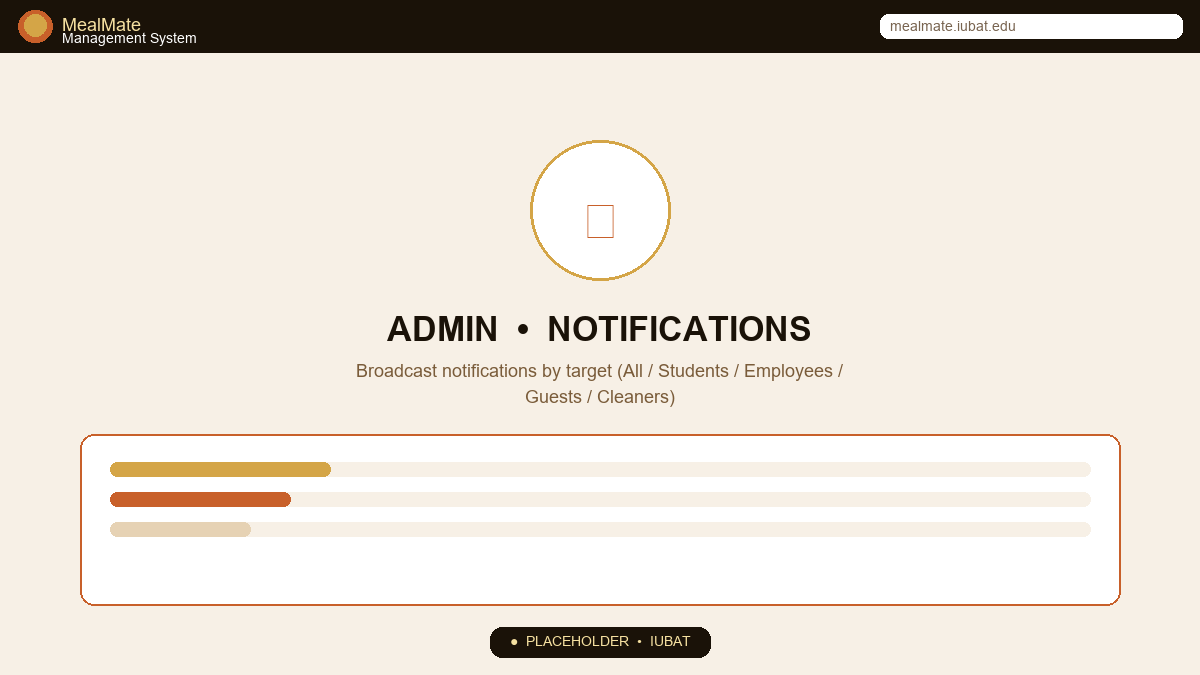 MealMate
Management System
mealmate.iubat.edu
ADMIN • NOTIFICATIONS
Broadcast notifications by target (All / Students / Employees /
Guests / Cleaners)
● PLACEHOLDER • IUBAT